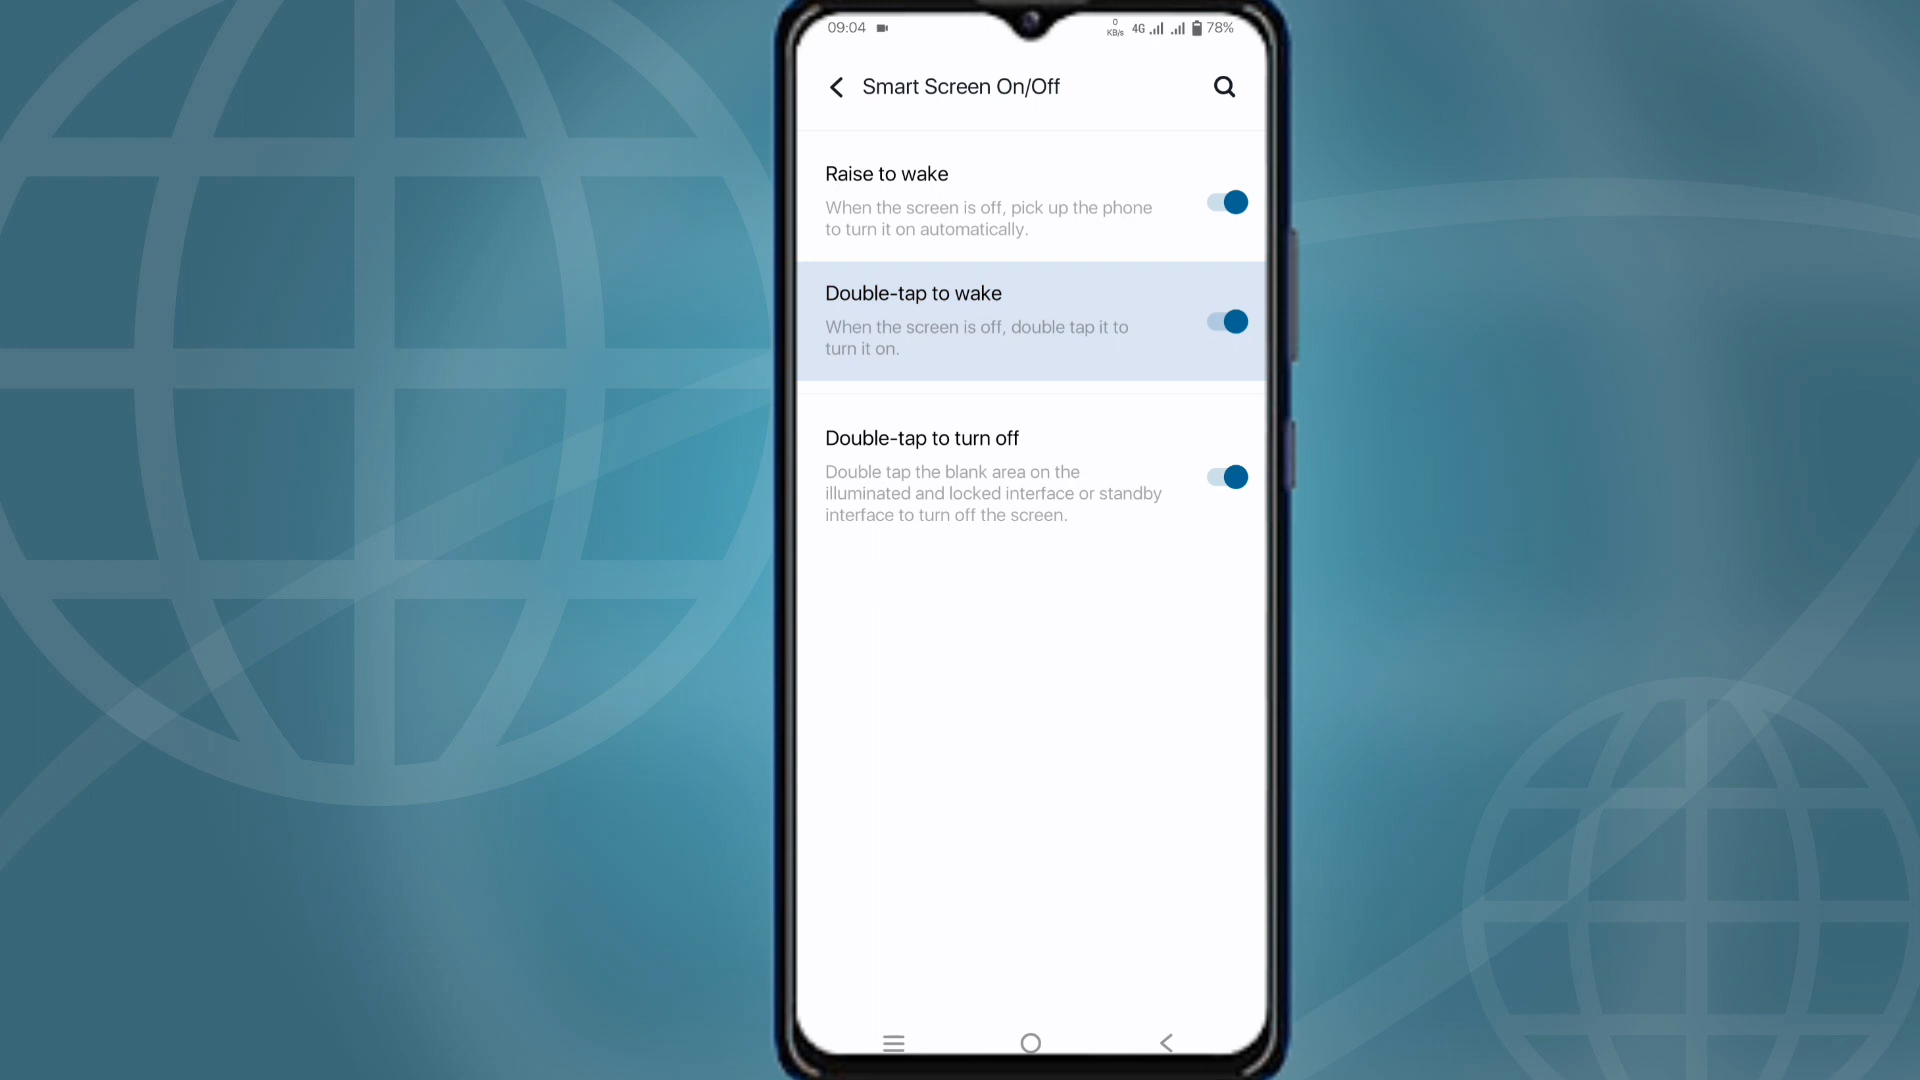 09:04
0
KB/s
4G
78%
Smart Screen On/Off
Raise to wake
When the screen is off, pick up the phone
to turn it on automatically.
Double-tap to wake
When the screen is off, double tap it to
turn it on.
Double-tap to turn off
Double tap the blank area on the
illuminated and locked interface or standby
interface to turn off the screen.